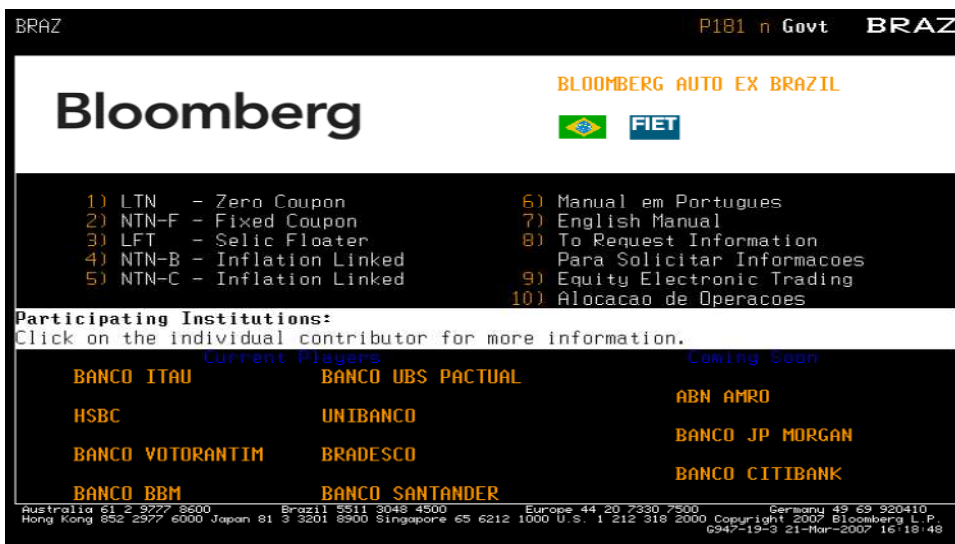 BRAZ P181 n Govt BRAZ
Bloomberg
BLOOMBERG AUTO EX BRAZIL
FIET
1) LTN - Zero Coupon
2) NTN-F - Fixed Coupon
3) LFT - Selic Floater
4) NTN-B - Inflation Linked
5) NTN-C - Inflation Linked
6) Manual em Portugues
7) English Manual
8) To Request Information
Para Solicitar Informacoes
9) Equity Electronic Trading
10) Alocacao de Operacoes
Participating Institutions:
Click on the individual contributor for more information.
Current Players
BANCO ITAU BANCO UBS PACTUAL
HSBC UNIBANCO
BANCO VOTORANTIM BRADESCO
BANCO BBM BANCO SANTANDER
Coming Soon
ABN AMRO
BANCO JP MORGAN
BANCO CITIBANK
Australia 61 2 9777 8600 Brazil 5511 3048 4500 Europe 44 20 7330 7500 Germany 49 69 920410
Hong Kong 852 2977 6000 Japan 81 3 3201 8900 Singapore 65 6212 1000 U.S. 1 212 318 2000 Copyright 2007 Bloomberg L.P.
G947-19-3 21-Mar-2007 16:18:48